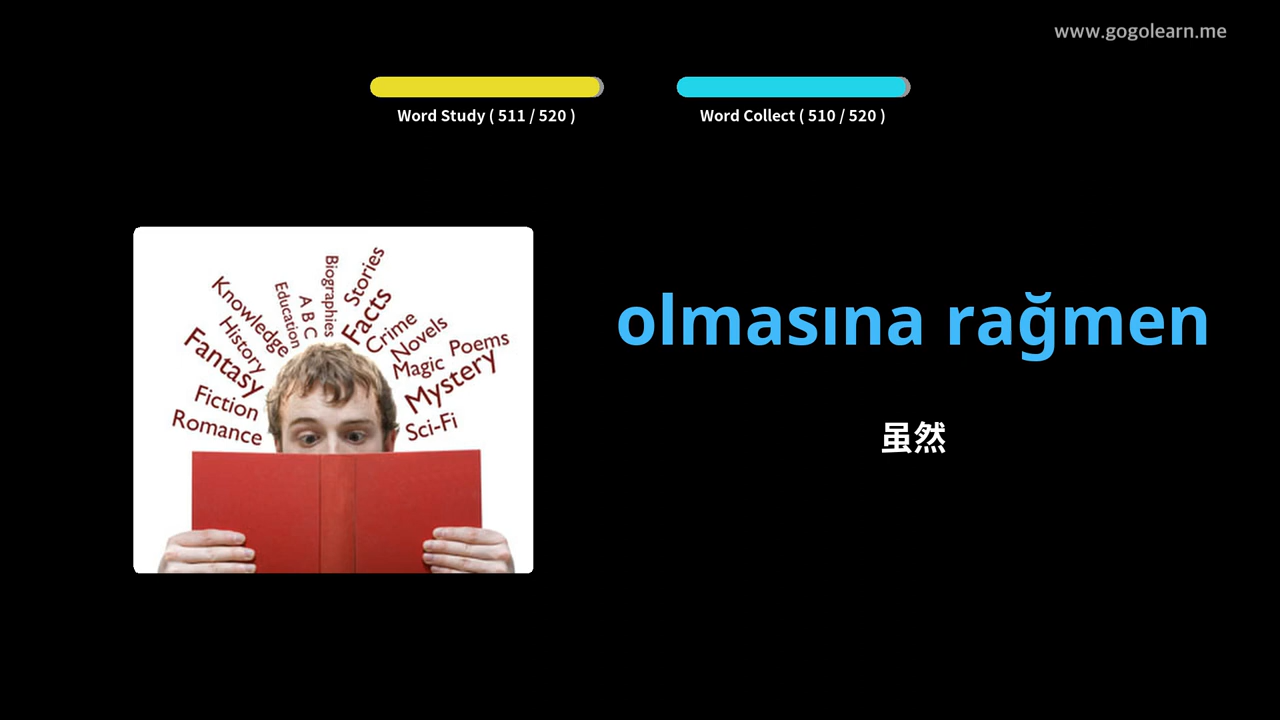 www.gogolearn.me
Word Study ( 511 / 520 )
Word Collect ( 510 / 520 )
Biographies
Stories
Knowledge
Education
A B C
Facts
Crime
History
Novels
Poems
Fantasy
Magic
Mystery
Fiction
Romance
Sci-Fi
olmasına rağmen
虽然